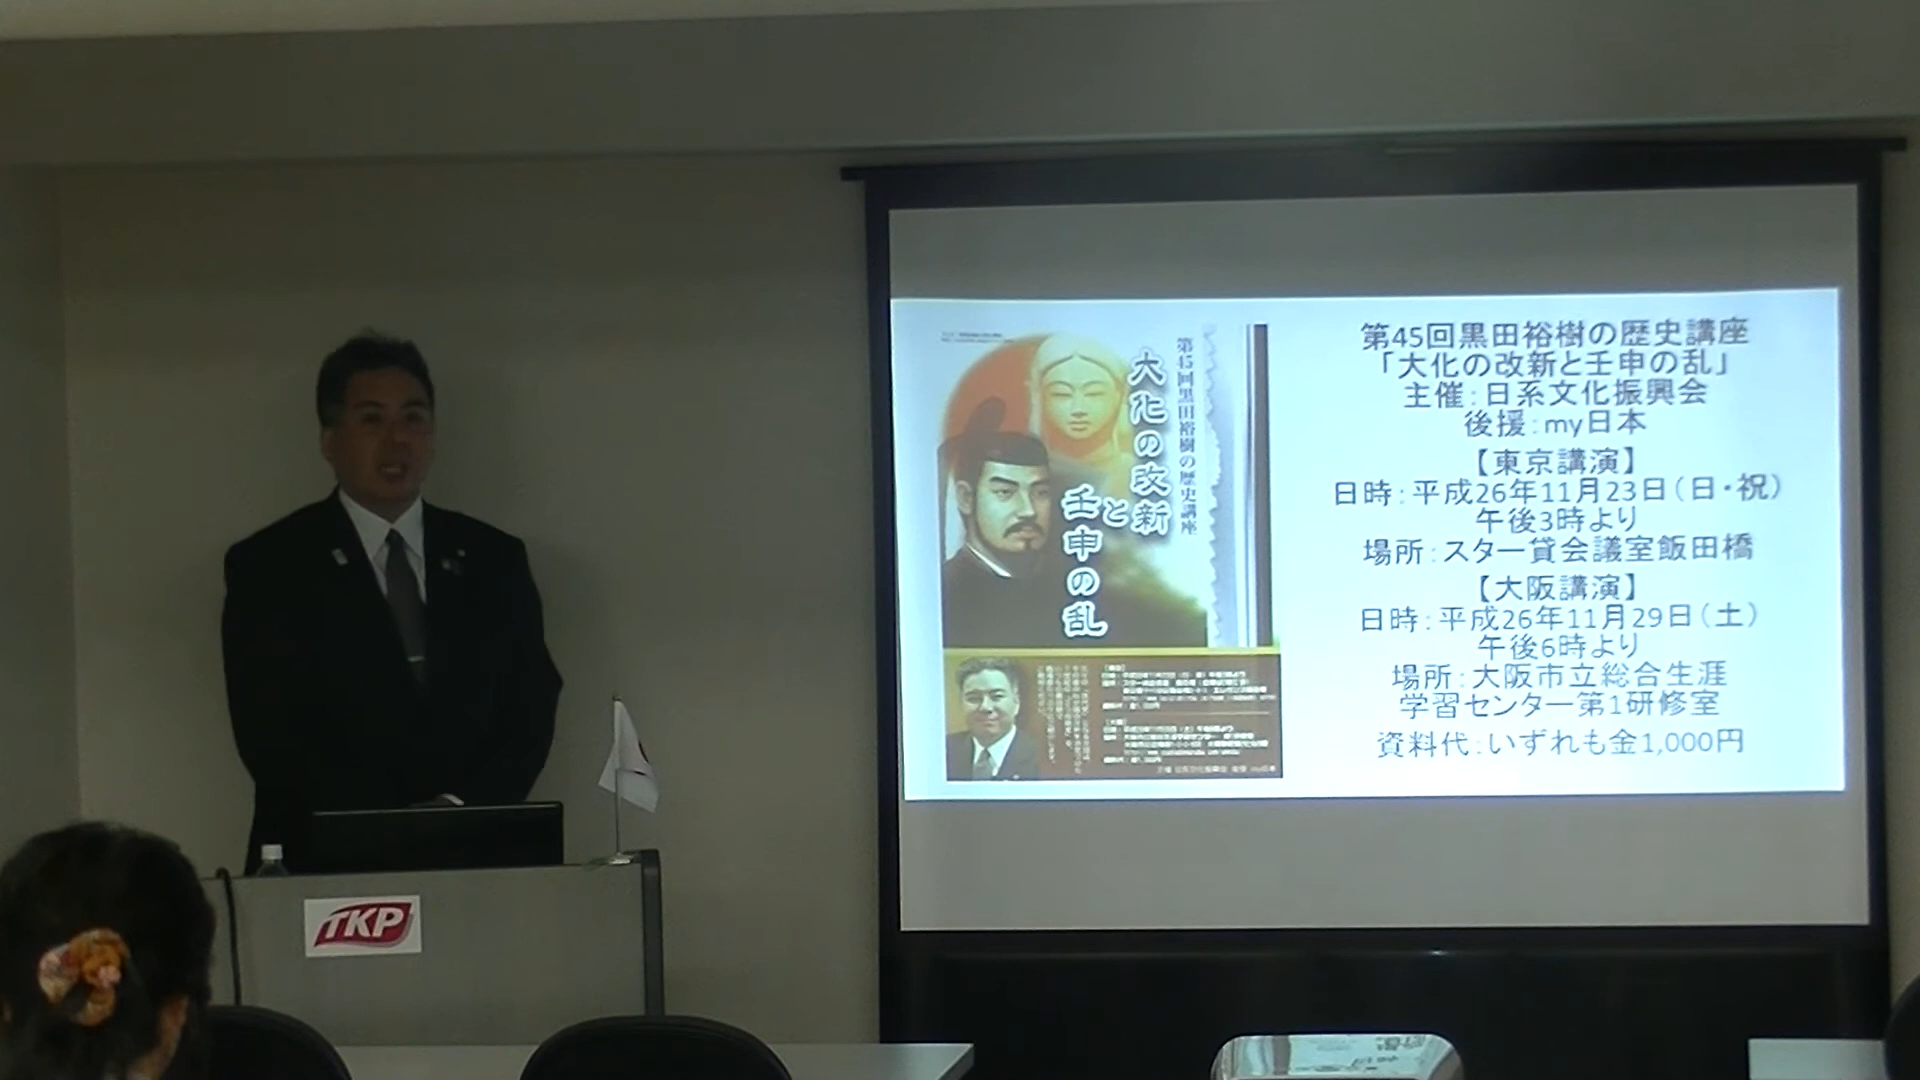 第45回黒田裕樹の歴史講座
大化の改新
と
壬申の乱
第45回黒田裕樹の歴史講座
「大化の改新と壬申の乱」
主催：日系文化振興会
後援：my日本
【東京講演】
日時：平成26年11月23日（日・祝）
午後3時より
場所：スター貸会議室飯田橋
【大阪講演】
日時：平成26年11月29日（土）
午後6時より
場所：大阪市立総合生涯
学習センター第1研修室
資料代：いずれも金1,000円
TKP